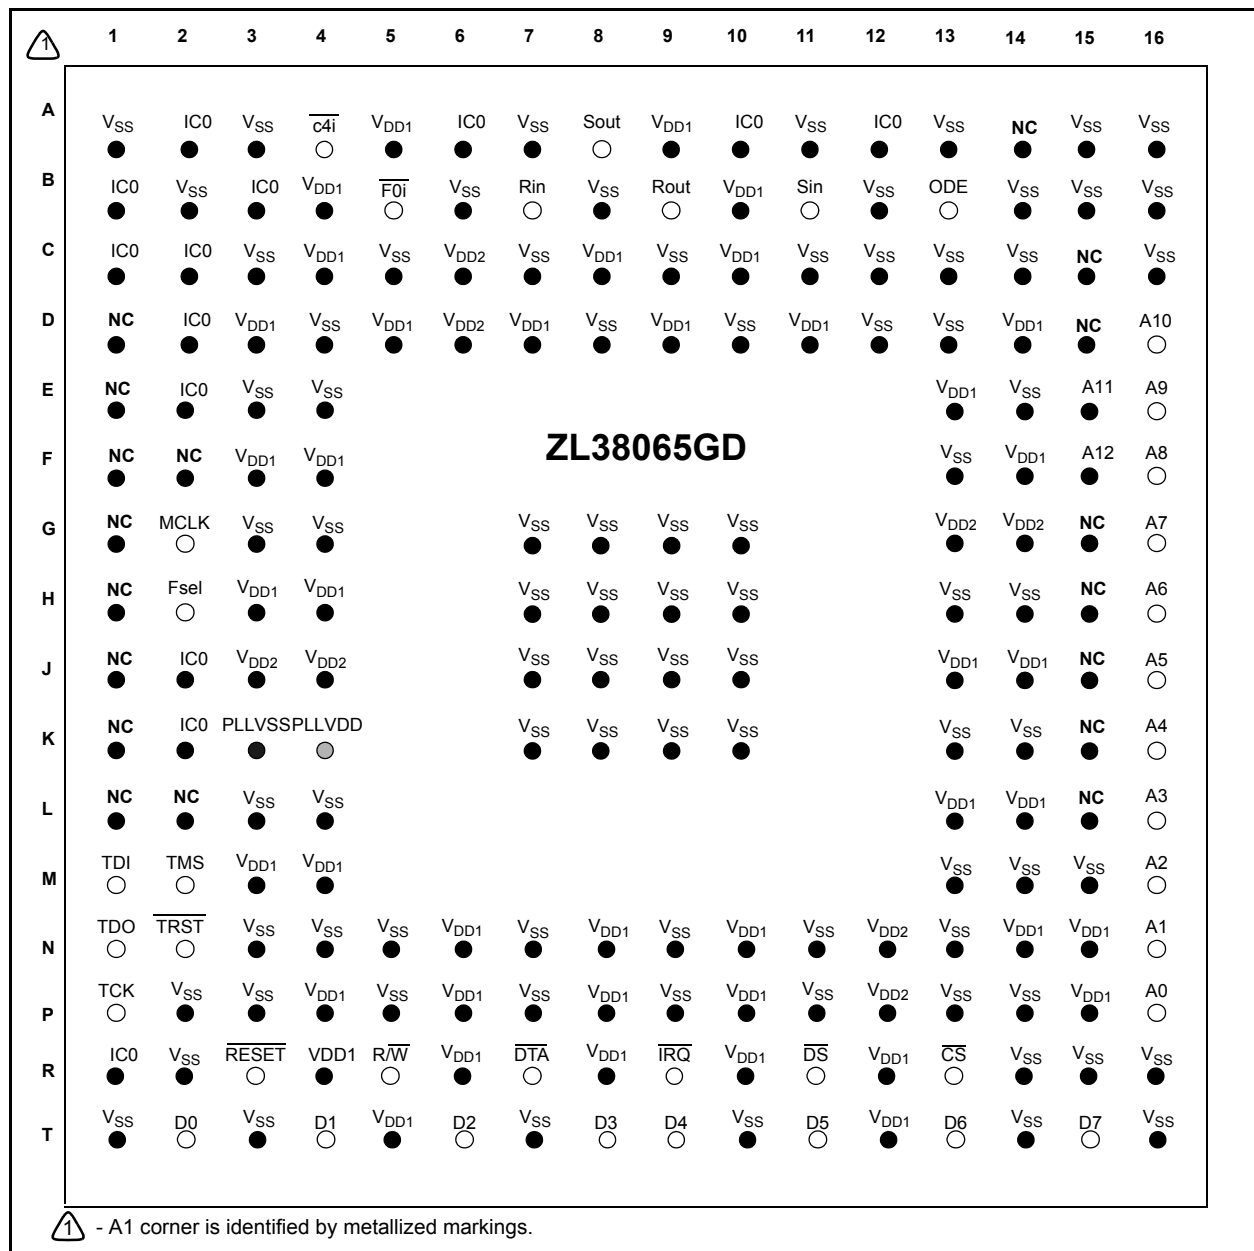 1 1 2 3 4 5 6 7 8 9 10 11 12 13 14 15 16
A VSS IC0 VSS c4i VDD1 IC0 VSS Sout VDD1 IC0 VSS IC0 VSS NC VSS VSS
B IC0 VSS IC0 VDD1 F0i VSS Rin VSS Rout VDD1 Sin VSS ODE VSS VSS VSS
C IC0 IC0 VSS VDD1 VSS VDD2 VSS VDD1 VSS VDD1 VSS VSS VSS VSS NC VSS
D NC IC0 VDD1 VSS VDD1 VDD2 VDD1 VSS VDD1 VSS VDD1 VSS VSS VDD1 NC A10
E NC IC0 VSS VSS VDD1 VSS A11 A9
ZL38065GD
F NC NC VDD1 VDD1 VSS VDD1 A12 A8
G NC MCLK VSS VSS VSS VSS VSS VSS VDD2 VDD2 NC A7
H NC Fsel VDD1 VDD1 VSS VSS VSS VSS VSS VSS NC A6
J NC IC0 VDD2 VDD2 VSS VSS VSS VSS VDD1 VDD1 NC A5
K NC IC0 PLLVSS PLLVDD VSS VSS VSS VSS VSS VSS NC A4
L NC NC VSS VSS VDD1 VDD1 NC A3
M TDI TMS VDD1 VDD1 VSS VSS VSS A2
N TDO TRST VSS VSS VSS VDD1 VSS VDD1 VSS VDD1 VSS VDD2 VSS VDD1 VDD1 A1
P TCK VSS VSS VDD1 VSS VDD1 VSS VDD1 VSS VDD1 VSS VDD2 VSS VSS VDD1 A0
R IC0 VSS RESET VDD1 R/W VDD1 DTA VDD1 IRQ VDD1 DS VDD1 CS VSS VSS VSS
T VSS D0 VSS D1 VDD1 D2 VSS D3 D4 VSS D5 VDD1 D6 VSS D7 VSS
1 - A1 corner is identified by metallized markings.